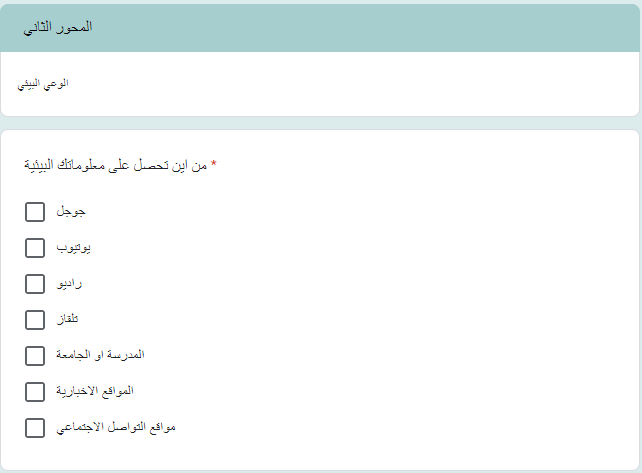 المحور الثاني
الوعي البيئي
من اين تحصل على معلوماتك البيئية *
جوجل
يوتيوب
راديو
تلفاز
المدرسة او الجامعة
المواقع الاخبارية
مواقع التواصل الاجتماعي